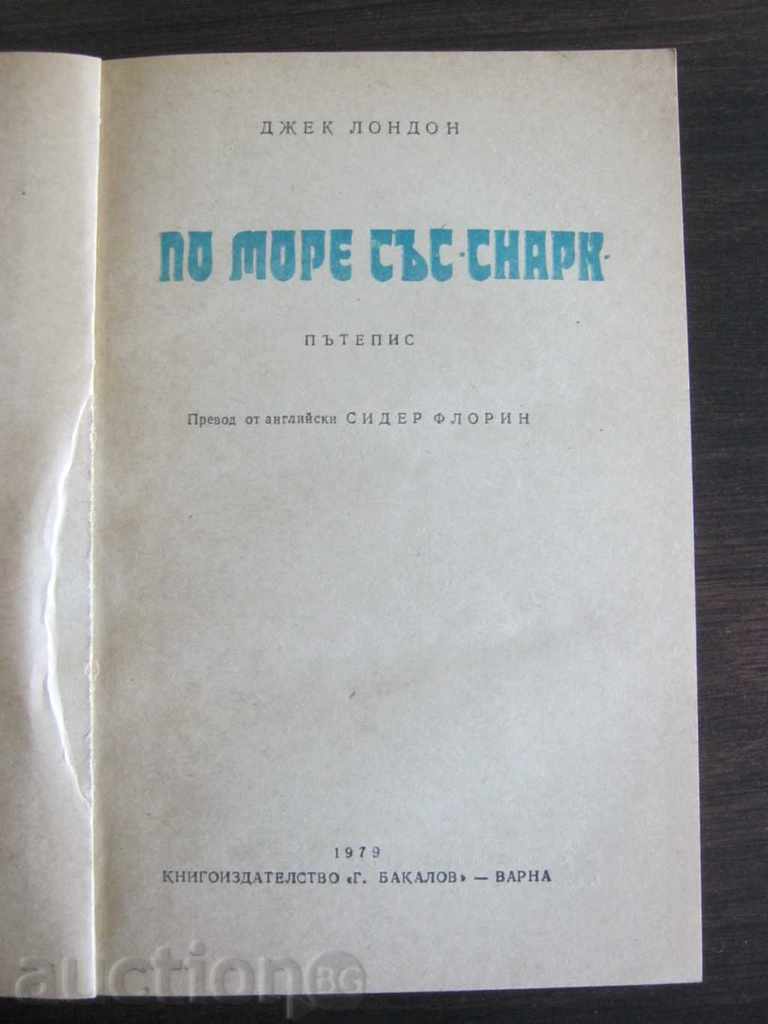 ДЖЕК ЛОНДОН
ПО МОРЕ СЪС •СНАРК•
ПЪТЕПИС
Превод от английски СИДЕР ФЛОРИН
1979
КНИГОИЗДАТЕЛСТВО «Г. БАКАЛОВ» — ВАРНА
auctionBG